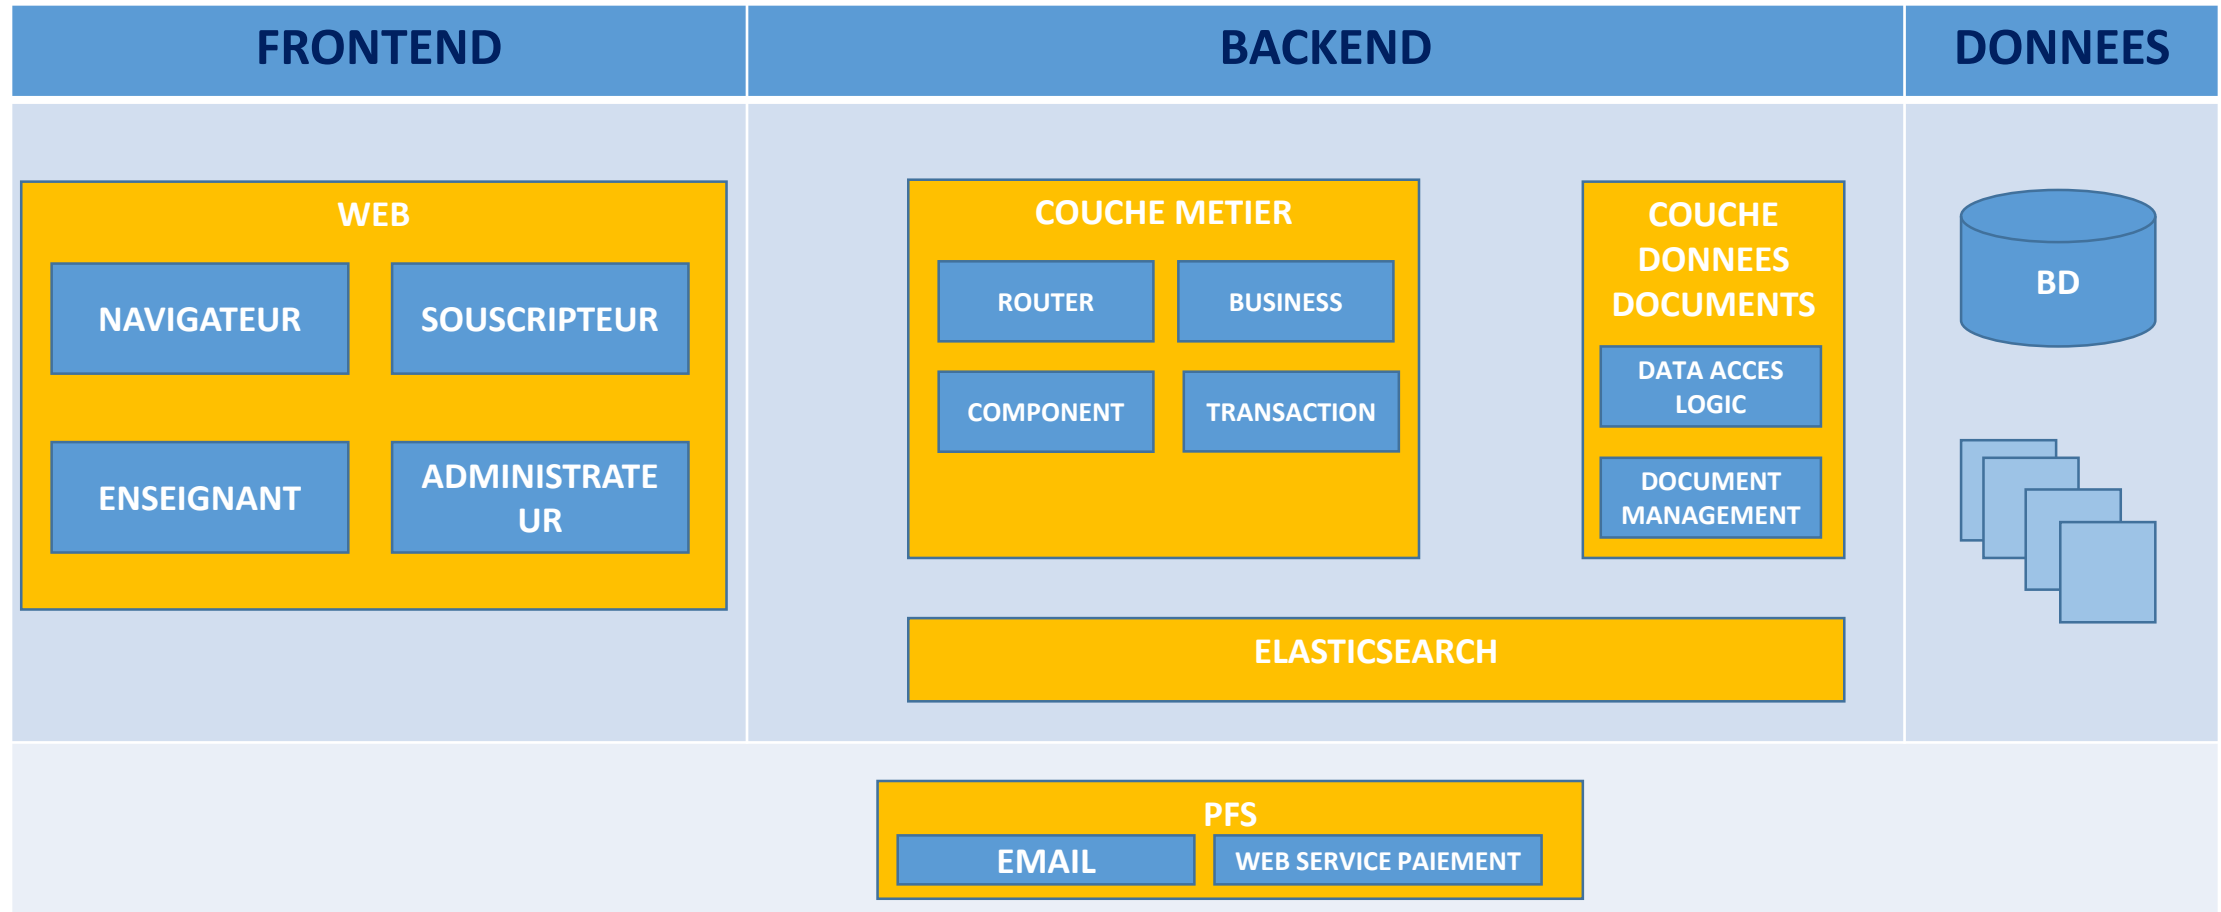 FRONTEND
BACKEND
DONNEES
WEB
NAVIGATEUR
SOUSCRIPTEUR
ENSEIGNANT
ADMINISTRATE
UR
COUCHE METIER
ROUTER
BUSINESS
COMPONENT
TRANSACTION
COUCHE
DONNEES
DOCUMENTS
DATA ACCES
LOGIC
DOCUMENT
MANAGEMENT
ELASTICSEARCH
BD
PFS
EMAIL
WEB SERVICE PAIEMENT